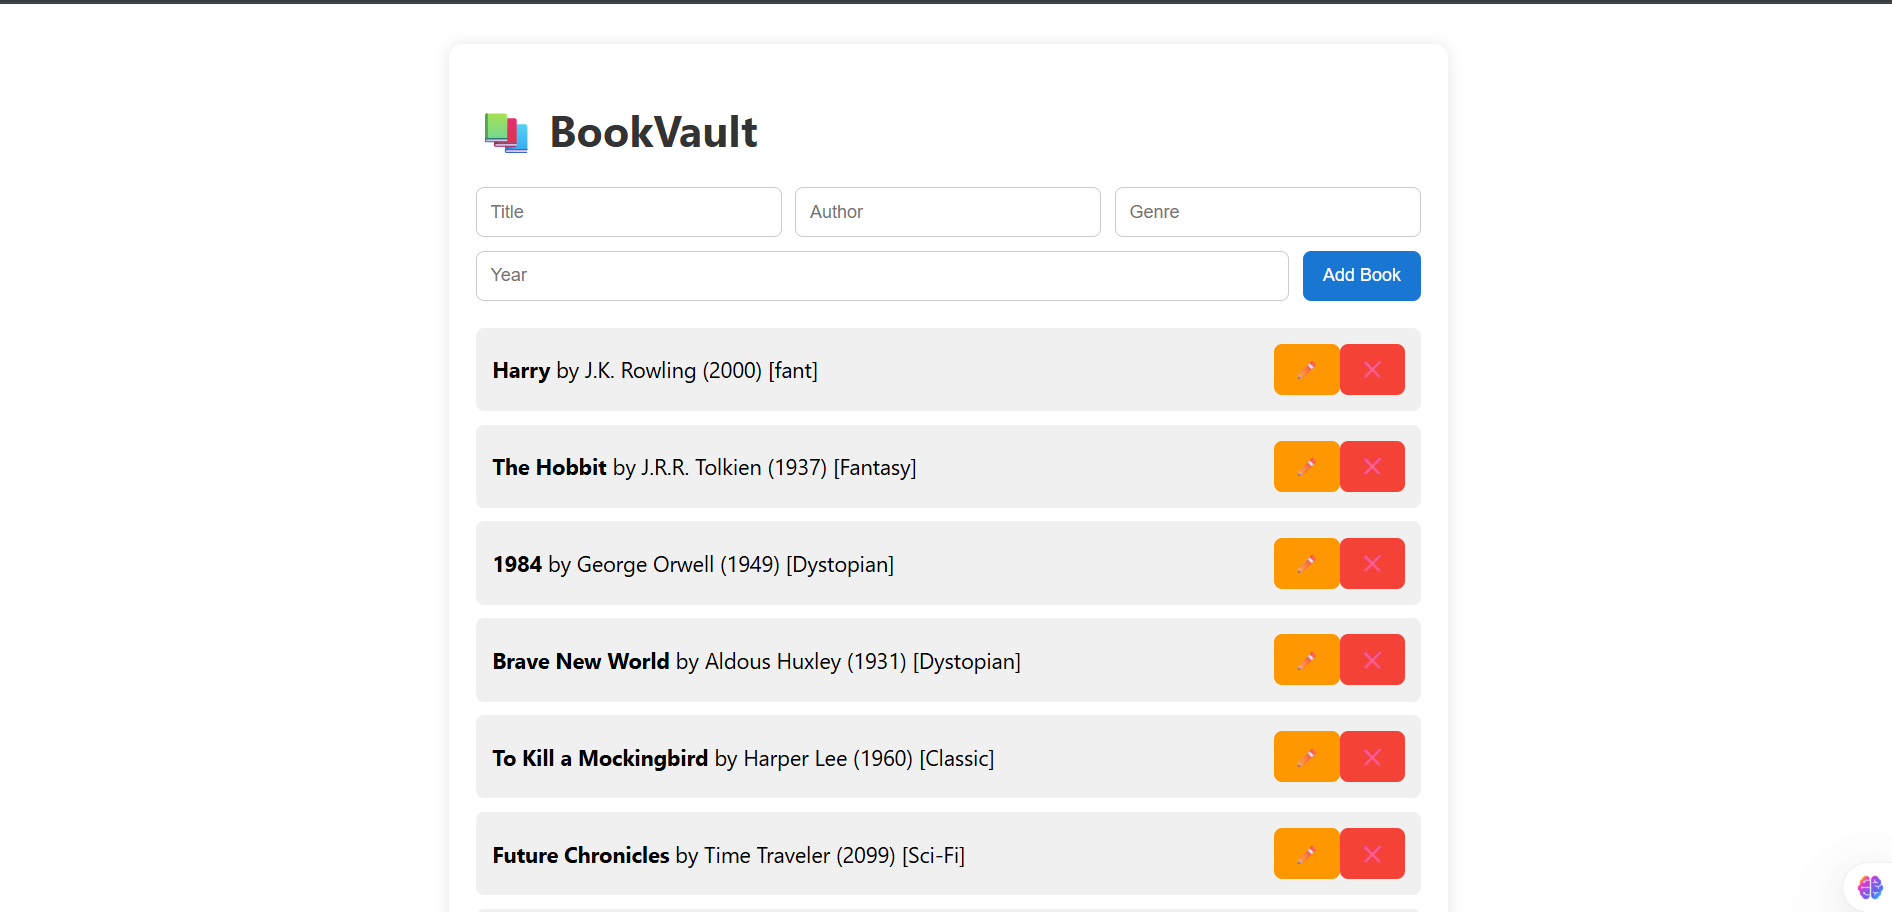 BookVault
Title
Author
Genre
Year
Add Book
Harry by J.K. Rowling (2000) [fant]
The Hobbit by J.R.R. Tolkien (1937) [Fantasy]
1984 by George Orwell (1949) [Dystopian]
Brave New World by Aldous Huxley (1931) [Dystopian]
To Kill a Mockingbird by Harper Lee (1960) [Classic]
Future Chronicles by Time Traveler (2099) [Sci-Fi]